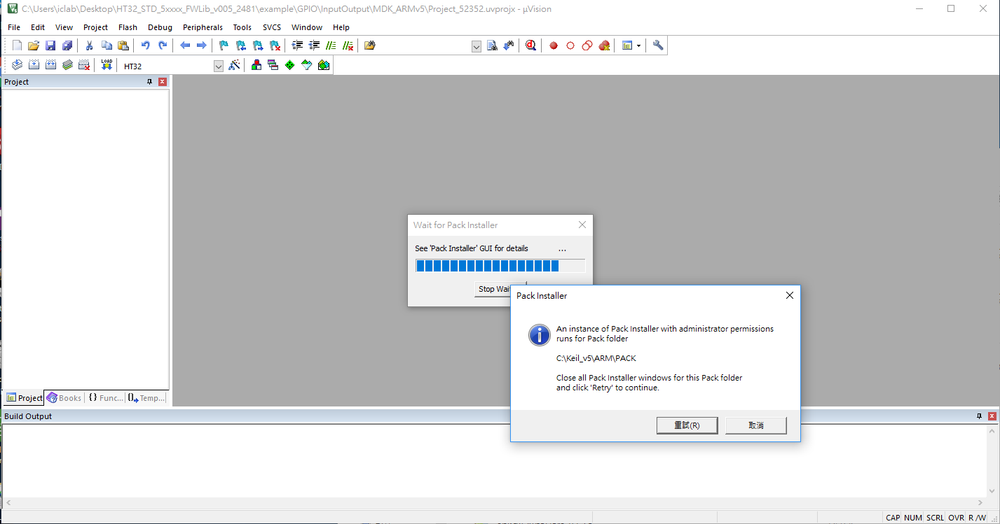 C:\Users\iclab\Desktop\HT32_STD_5xxxx_FWLib_v005_2481\example\GPIO\InputOutput\MDK_ARMv5\Project_52352.uvprojx - µVision
File Edit View Project Flash Debug Peripherals Tools SVCS Window Help
LOAD HT32
Project
Wait for Pack Installer
See 'Pack Installer' GUI for details ...
Stop Wai
Pack Installer
An instance of Pack Installer with administrator permissions
runs for Pack folder
C:\Keil_v5\ARM\PACK
Close all Pack Installer windows for this Pack folder
and click 'Retry' to continue.
重試(R) 取消
Project Books {} Func... Temp...
Build Output
CAP NUM SCRL OVR R /W